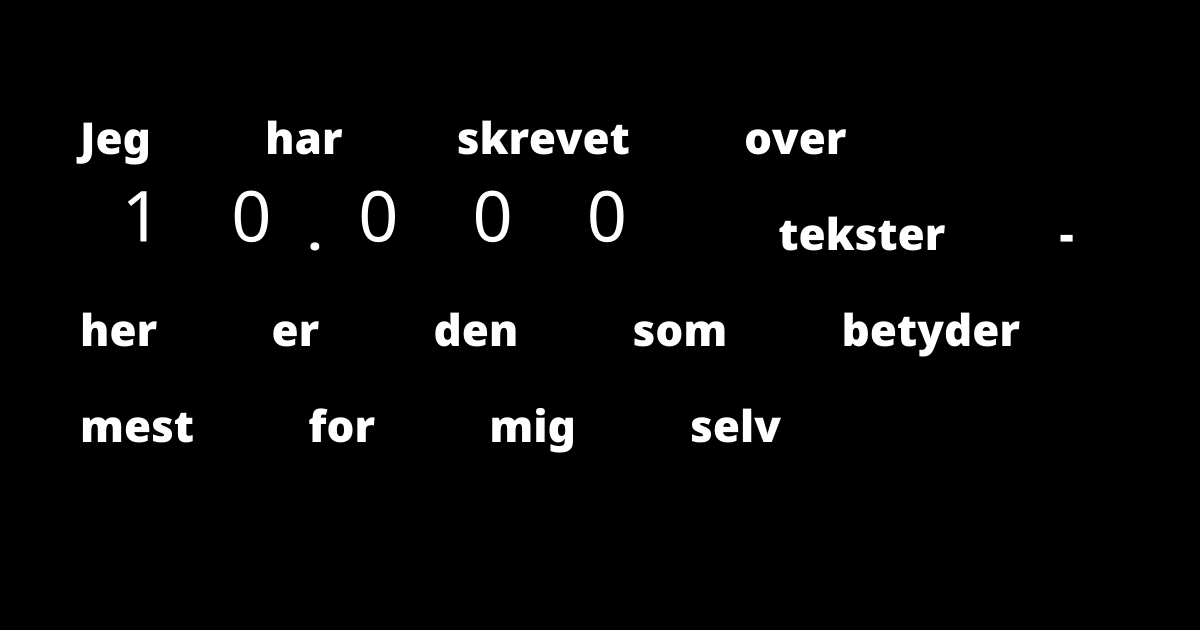 Jeg har skrevet over
10.000 tekster -
her er den som betyder
mest for mig selv